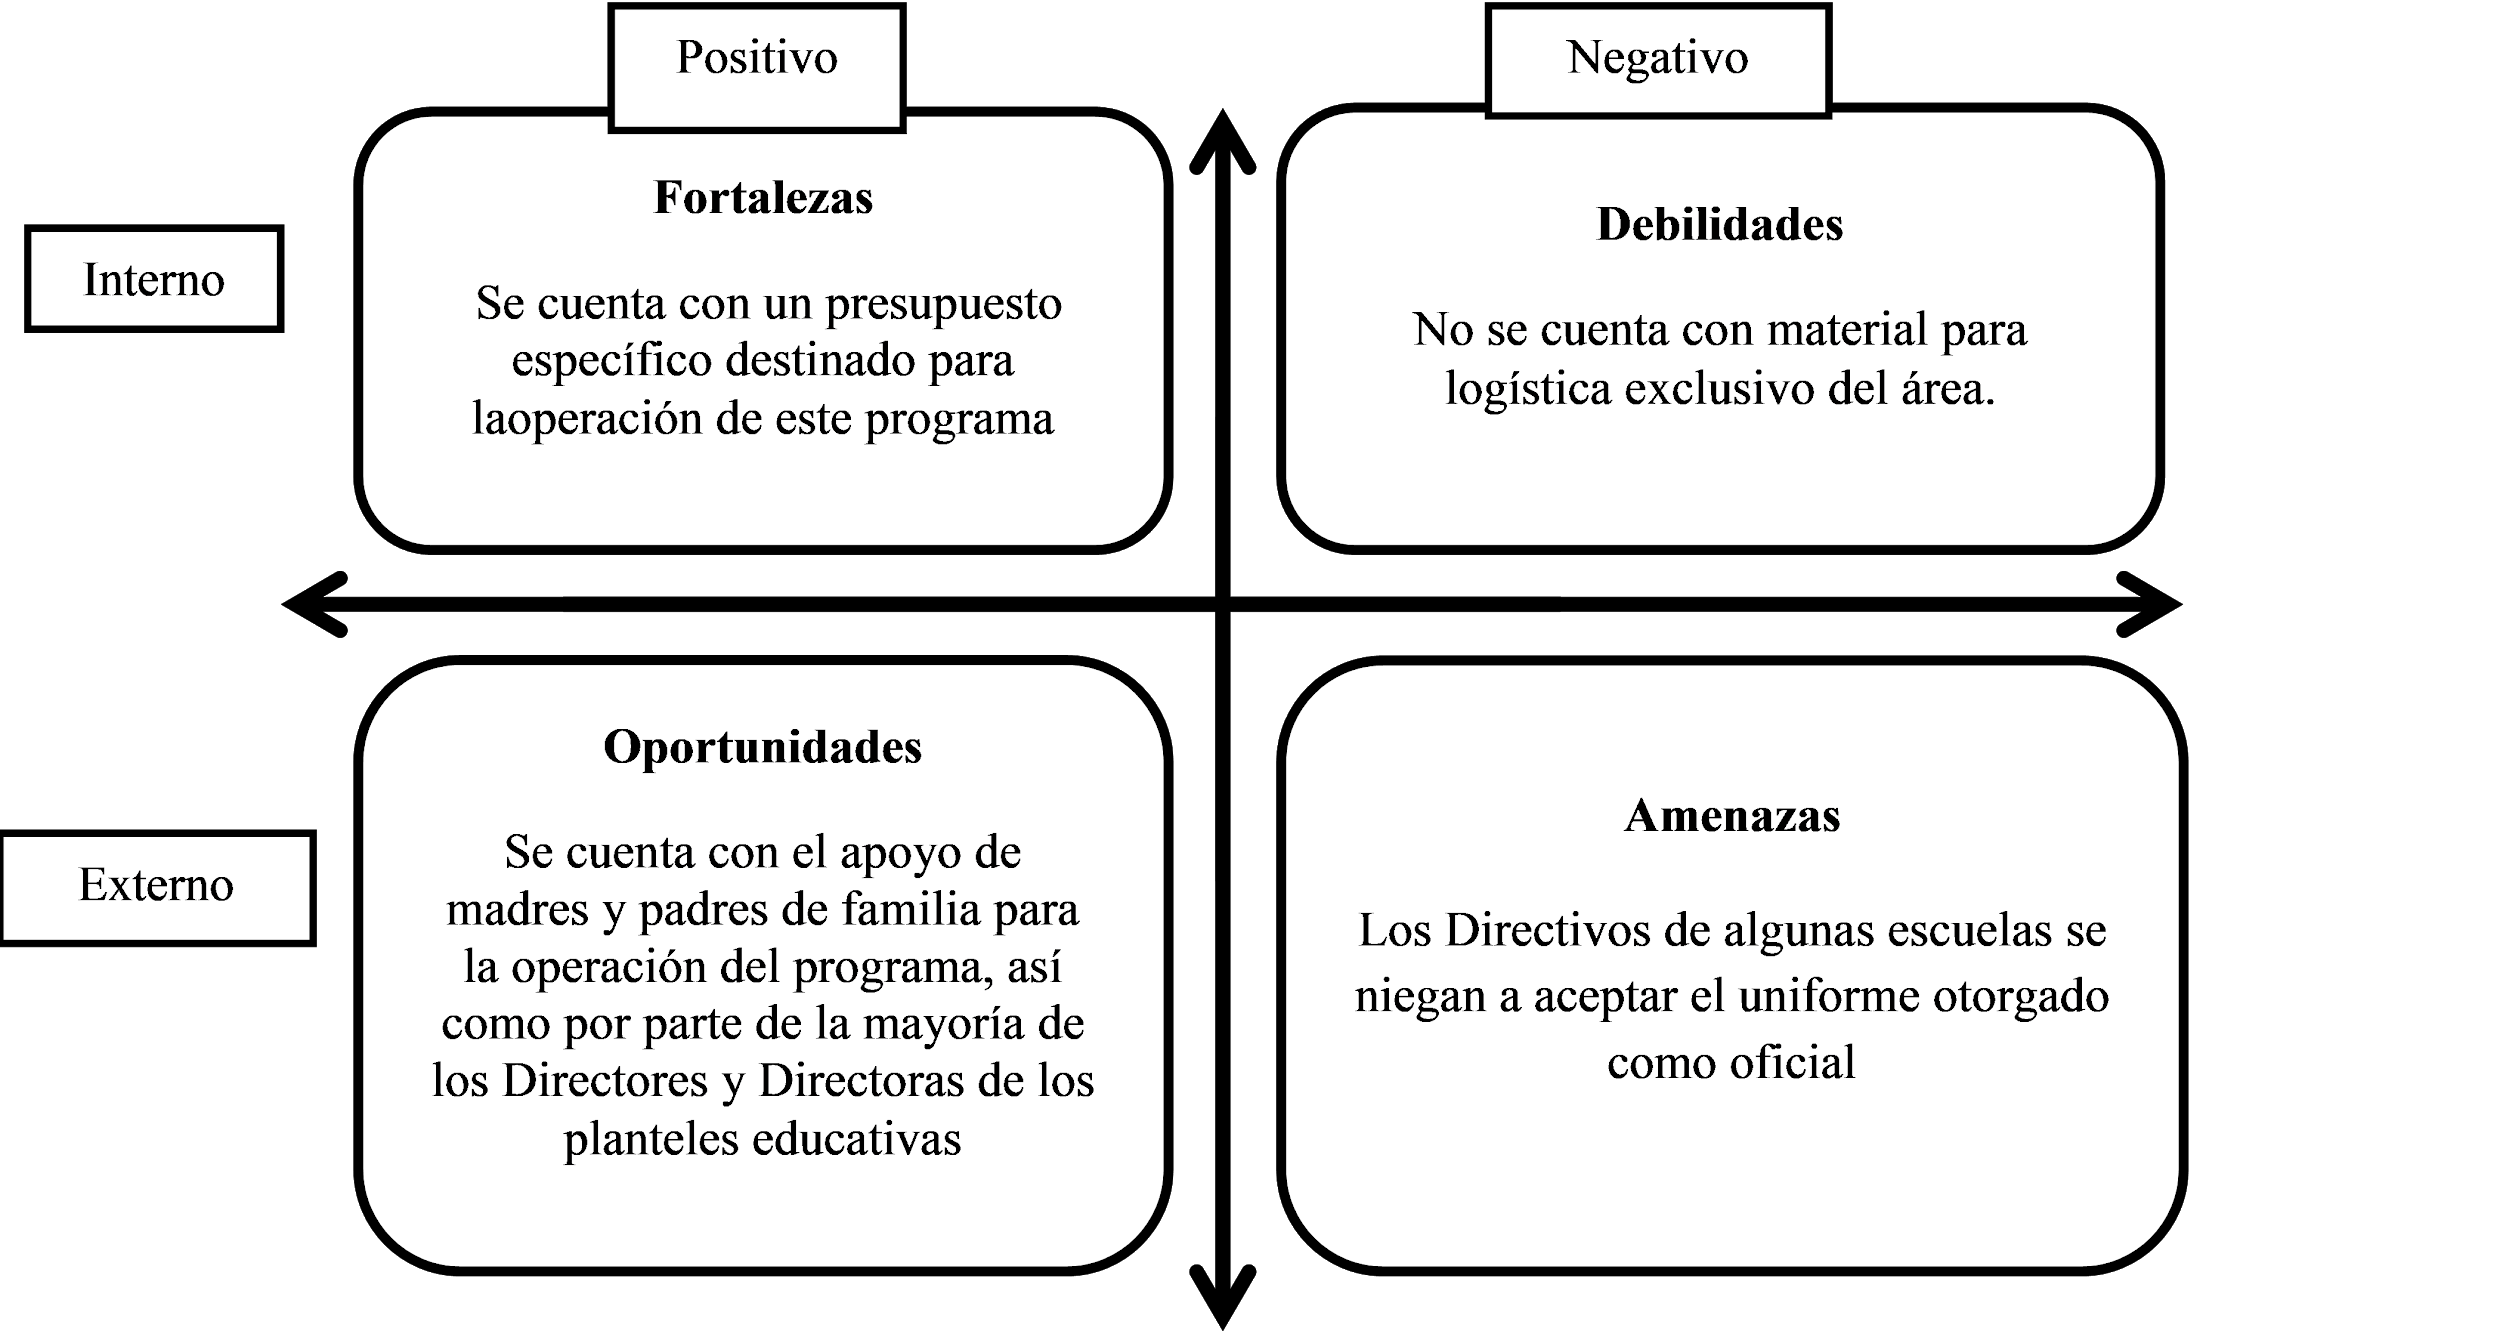 Positivo
Negativo
Interno
Fortalezas
Se cuenta con un presupuesto
específico destinado para
laoperación de este programa
Debilidades
No se cuenta con material para
logística exclusivo del área.
Externo
Oportunidades
Se cuenta con el apoyo de
madres y padres de familia para
la operación del programa, así
como por parte de la mayoría de
los Directores y Directoras de los
planteles educativas
Amenazas
Los Directivos de algunas escuelas se
niegan a aceptar el uniforme otorgado
como oficial